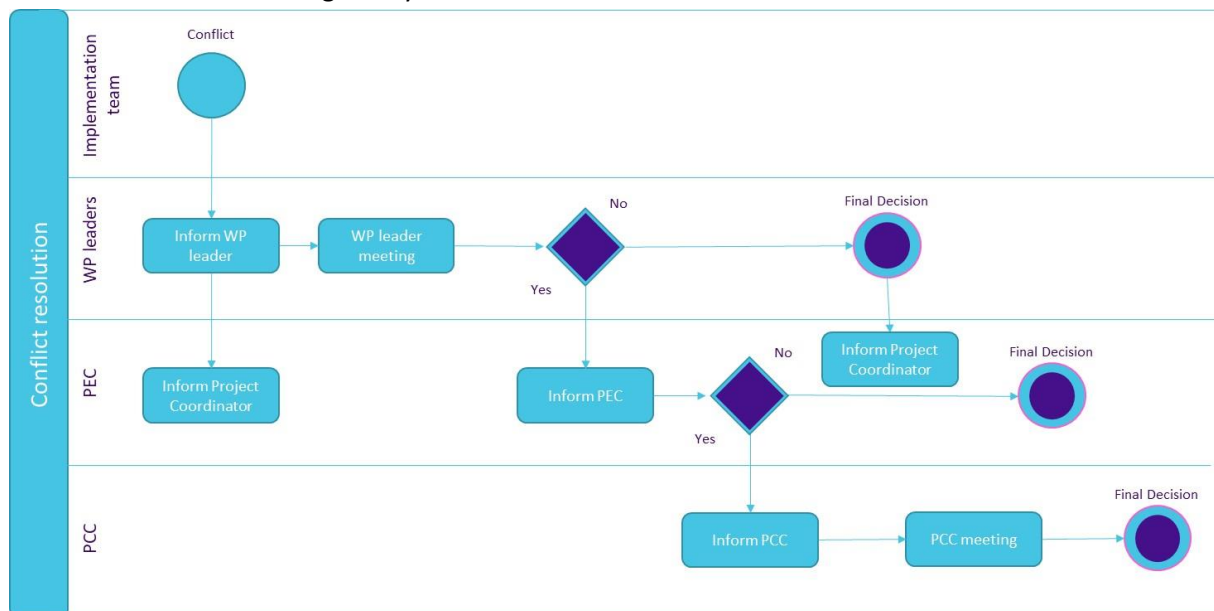 Conflict resolution
Implementation
team
Conflict
WP leaders
Inform WP
leader
WP leader
meeting
No
Yes
Final Decision
PEC
Inform Project
Coordinator
Inform PEC
No
Yes
Inform Project
Coordinator
Final Decision
PCC
Inform PCC
PCC meeting
Final Decision